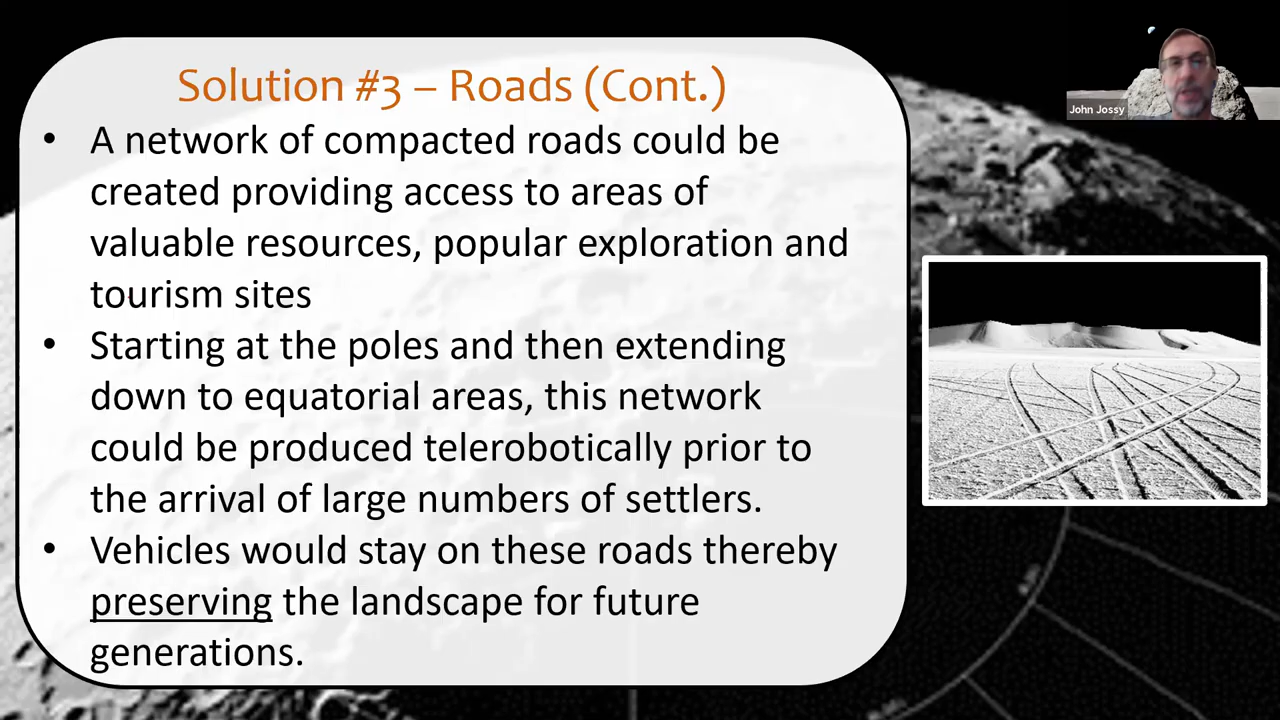 Solution #3 – Roads (Cont.)
• A network of compacted roads could be
created providing access to areas of
valuable resources, popular exploration and
tourism sites
• Starting at the poles and then extending
down to equatorial areas, this network
could be produced telerobotically prior to
the arrival of large numbers of settlers.
• Vehicles would stay on these roads thereby
preserving the landscape for future
generations.
John Jossy